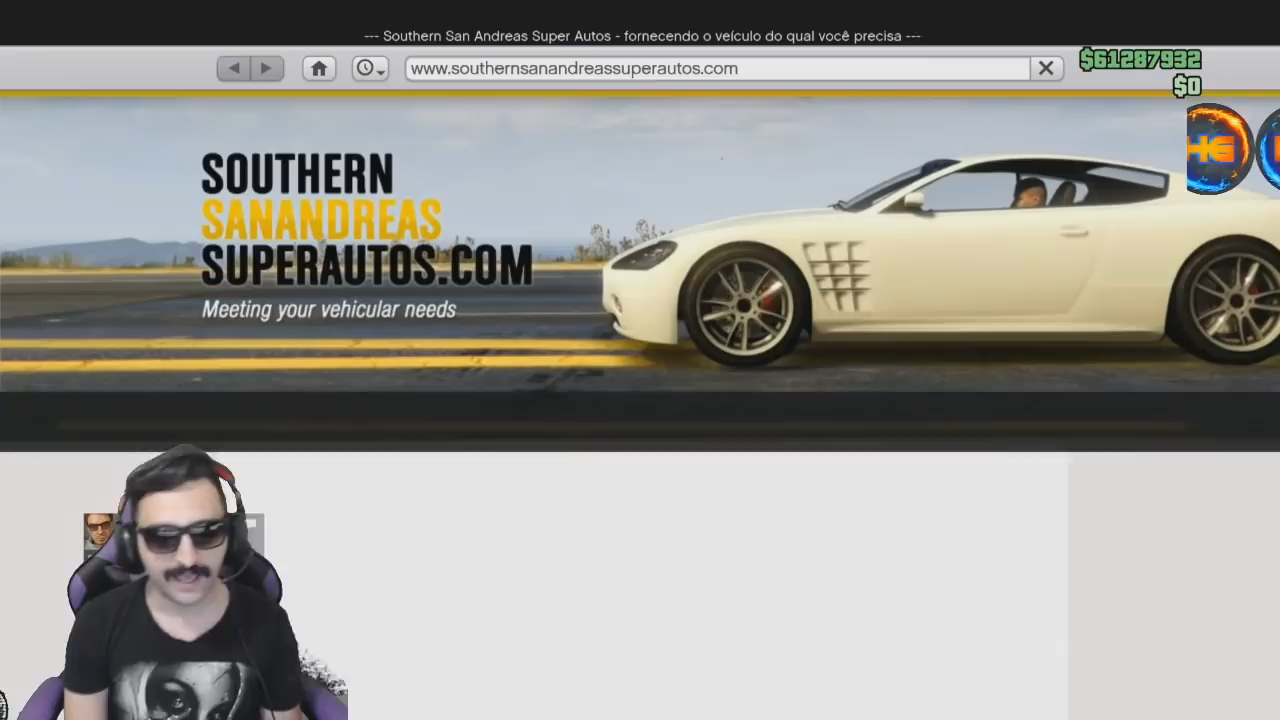 --- Southern San Andreas Super Autos - fornecendo o veículo do qual você precisa ---
www.southernsanandreassuperautos.com
$61287932
$0
SOUTHERN
SANANDREAS
SUPERAUTOS.COM
Meeting your vehicular needs